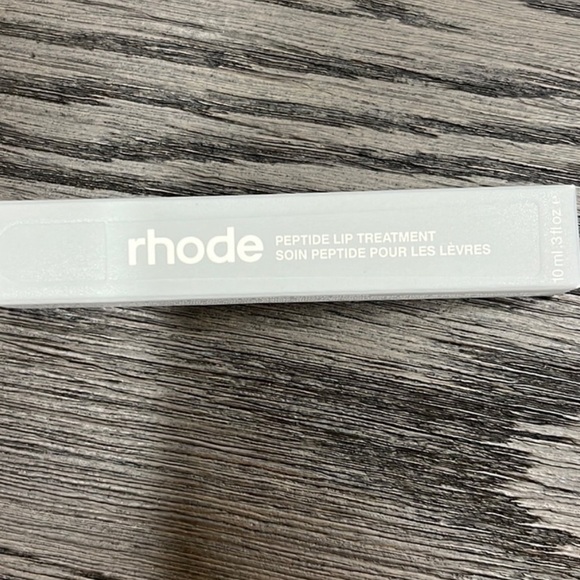 rhode
PEPTIDE LIP TREATMENT
SOIN PEPTIDE POUR LES LÈVRES
10 ml .3 fl oz e